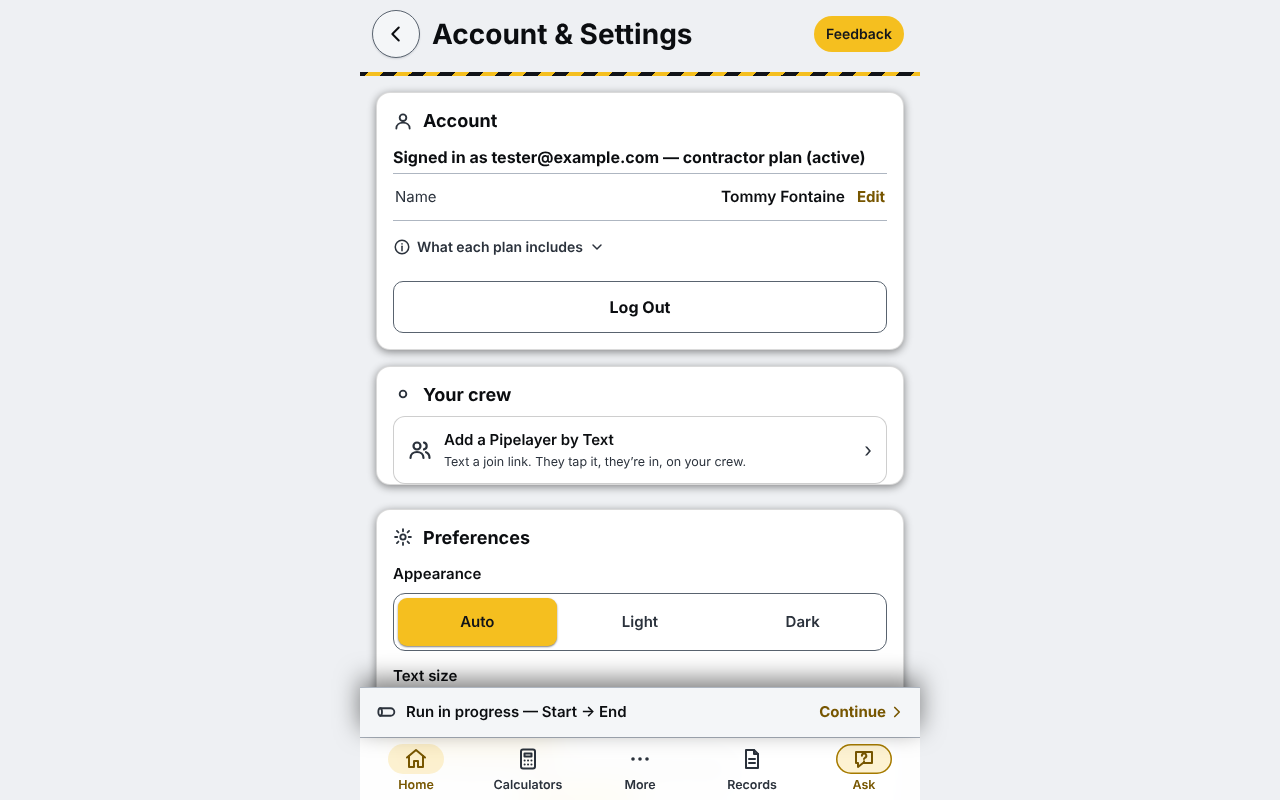 Account & Settings
Feedback
Account
Signed in as tester@example.com — contractor plan (active)
Name
Tommy Fontaine
Edit
What each plan includes
Log Out
Your crew
Add a Pipelayer by Text
Text a join link. They tap it, they’re in, on your crew.
Preferences
Appearance
Auto
Light
Dark
Text size
Run in progress — Start → End
Continue
Home
Calculators
More
Records
Ask